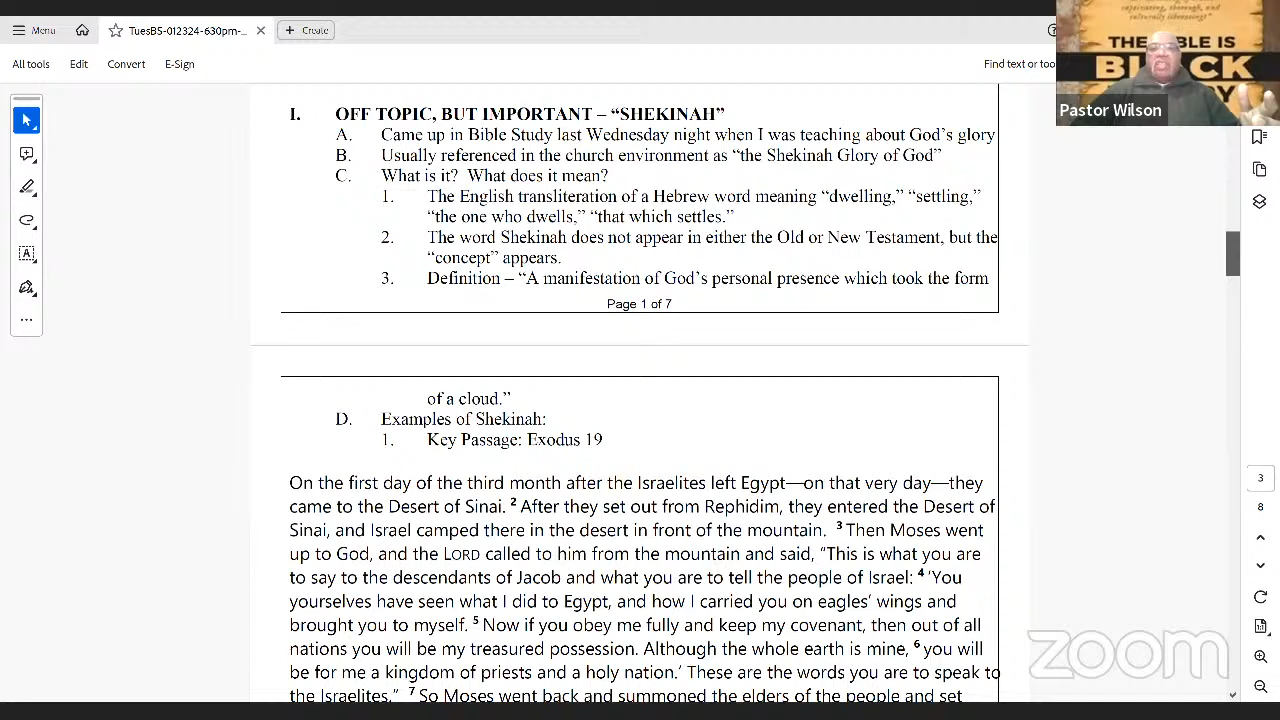 Menu
TuesBS-012324-630pm-...
Create
All tools
Edit
Convert
E-Sign
Find text or too
captivating, thorough, and
culturally liberating!"
THE BIBLE IS
BLACK
Pastor Wilson
I. OFF TOPIC, BUT IMPORTANT – “SHEKINAH”
A. Came up in Bible Study last Wednesday night when I was teaching about God’s glory
B. Usually referenced in the church environment as “the Shekinah Glory of God”
C. What is it? What does it mean?
1. The English transliteration of a Hebrew word meaning “dwelling,” “settling,”
“the one who dwells,” “that which settles.”
2. The word Shekinah does not appear in either the Old or New Testament, but the
“concept” appears.
3. Definition – “A manifestation of God’s personal presence which took the form
Page 1 of 7
of a cloud.”
D. Examples of Shekinah:
1. Key Passage: Exodus 19
On the first day of the third month after the Israelites left Egypt—on that very day—they
came to the Desert of Sinai. 2 After they set out from Rephidim, they entered the Desert of
Sinai, and Israel camped there in the desert in front of the mountain. 3 Then Moses went
up to God, and the LORD called to him from the mountain and said, “This is what you are
to say to the descendants of Jacob and what you are to tell the people of Israel: 4 ‘You
yourselves have seen what I did to Egypt, and how I carried you on eagles’ wings and
brought you to myself. 5 Now if you obey me fully and keep my covenant, then out of all
nations you will be my treasured possession. Although the whole earth is mine, 6 you will
be for me a kingdom of priests and a holy nation.’ These are the words you are to speak to
the Israelites.” 7 So Moses went back and summoned the elders of the people and set
3
8
zoom